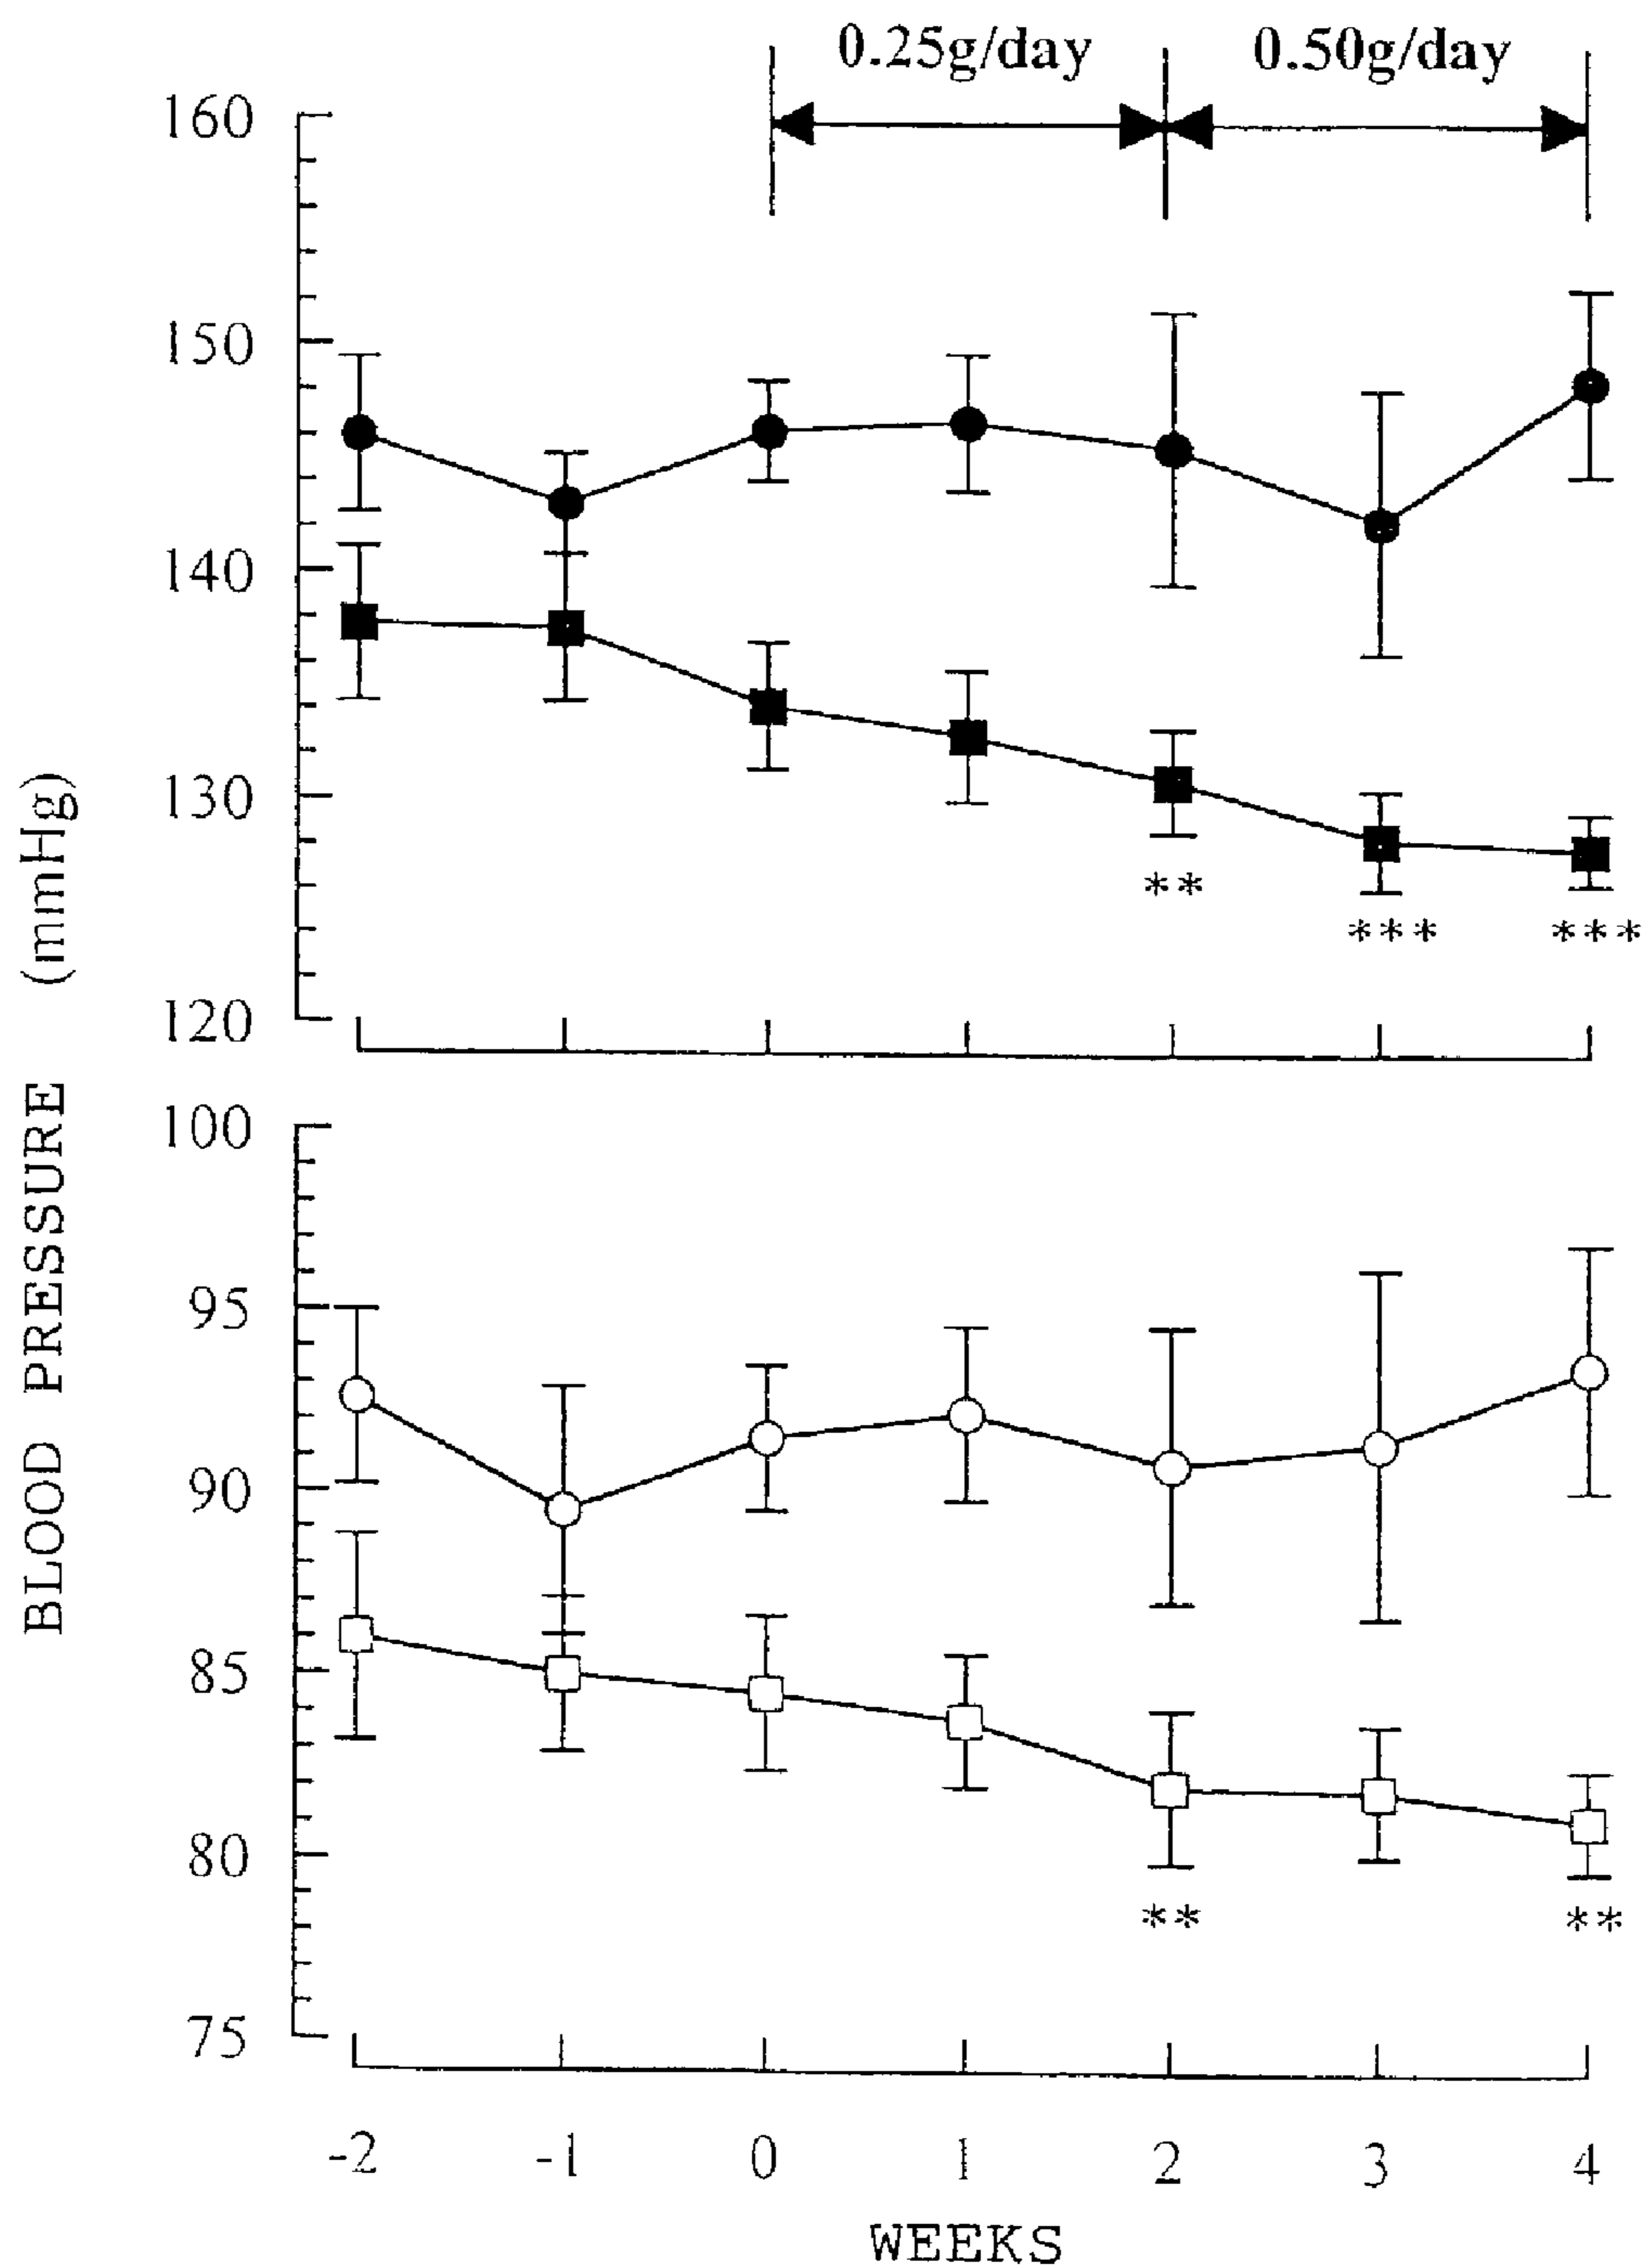 0.25g/day 0.50g/day
160
150
140
130
120
** *** ***
100
95
90
85
80
75
** **
BLOOD PRESSURE (mmHg)
-2 -1 0 1 2 3 4
WEEKS